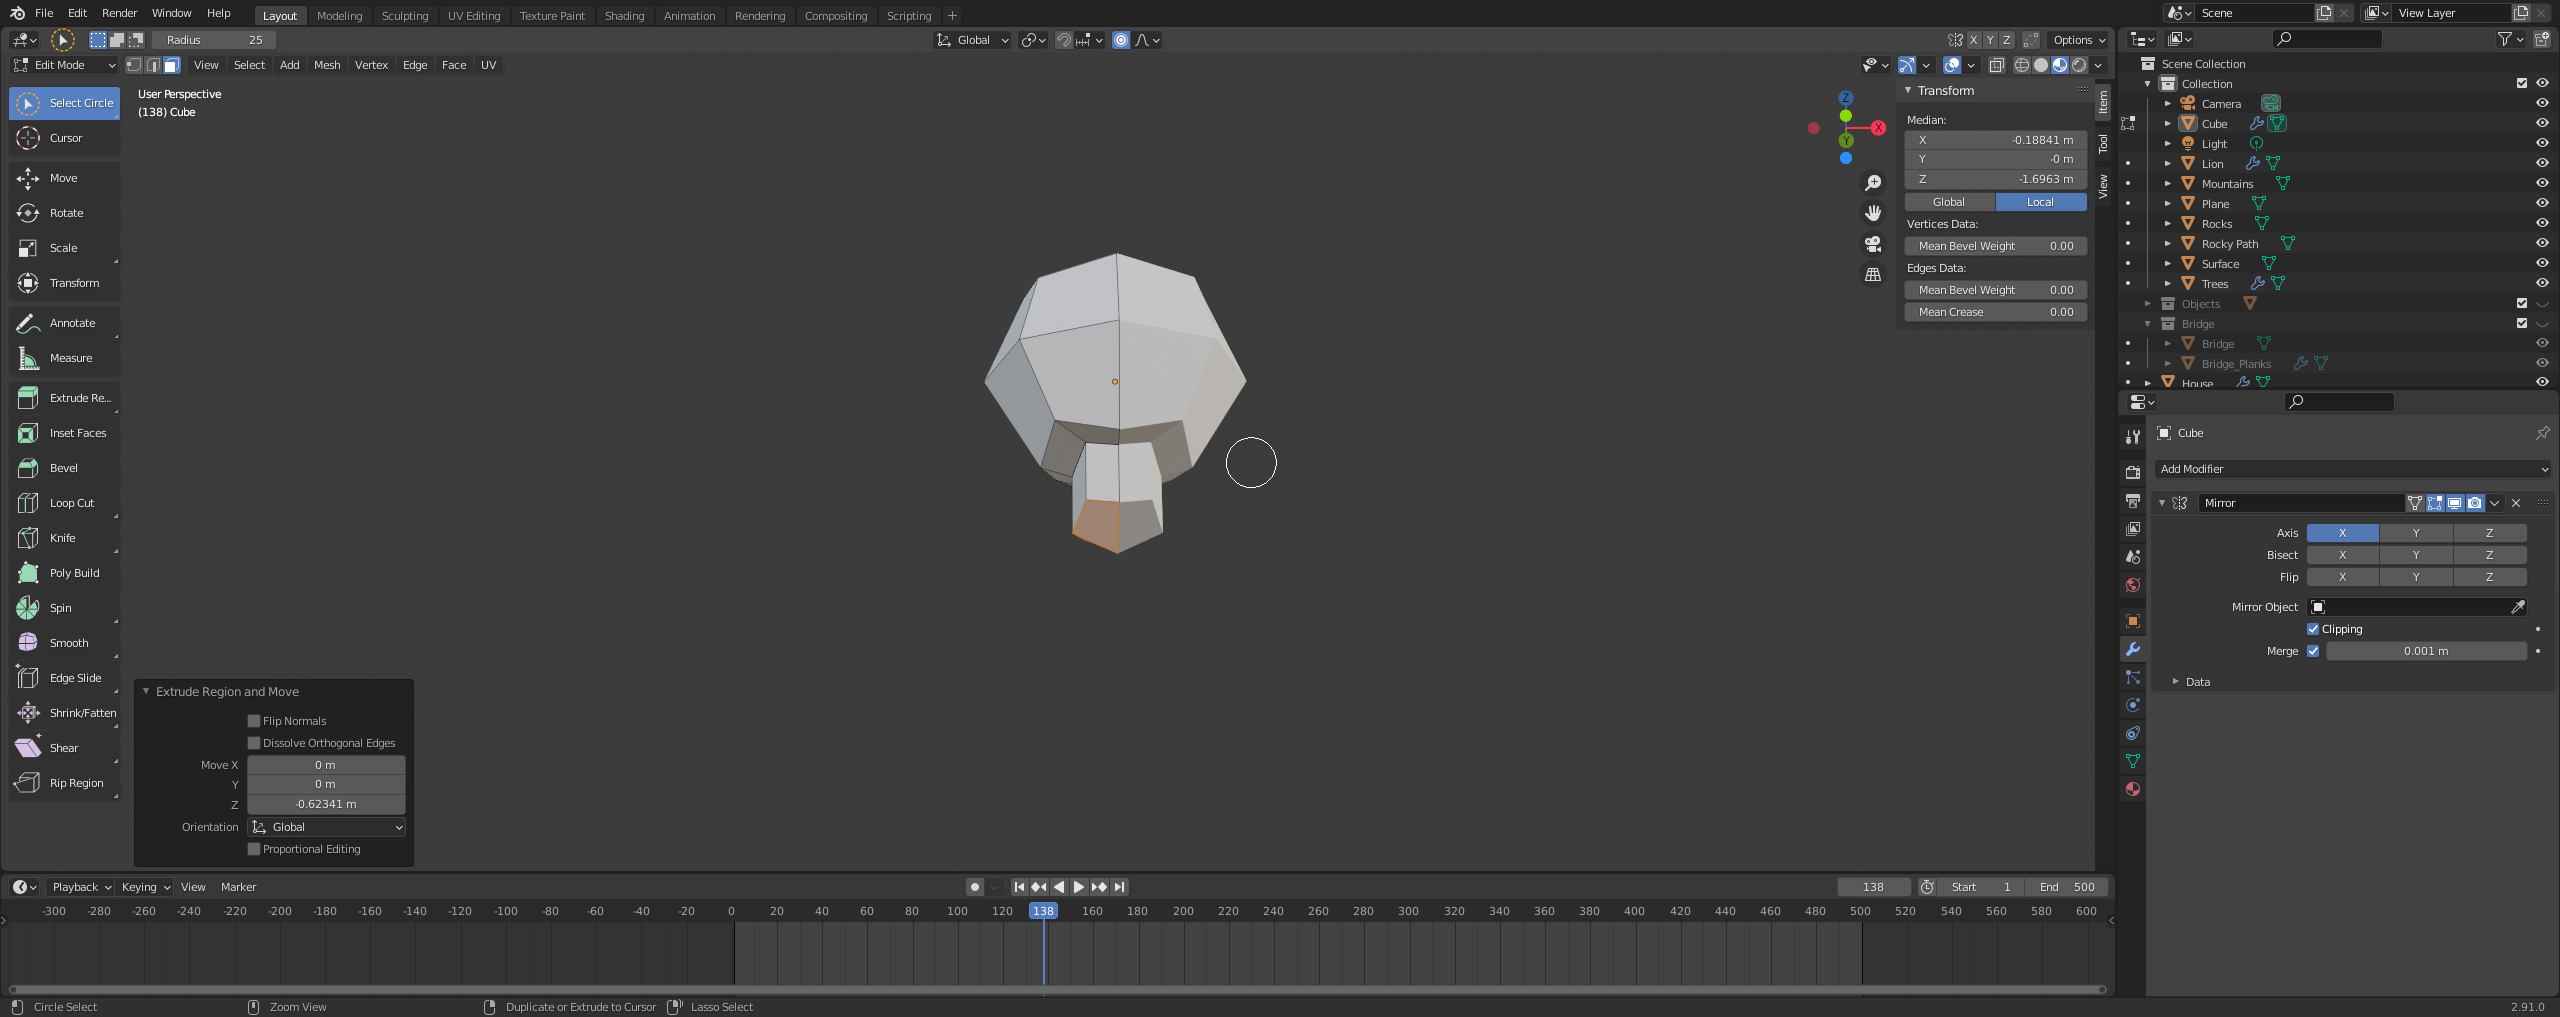 File Edit Render Window Help Layout Modeling Sculpting UV Editing Texture Paint Shading Animation Rendering Compositing Scripting + Scene View Layer
Radius 25 Global X Y Z Options
Edit Mode View Select Add Mesh Vertex Edge Face UV
User Perspective
(138) Cube
Select Circle
Cursor
Move
Rotate
Scale
Transform
Annotate
Measure
Extrude Re...
Inset Faces
Bevel
Loop Cut
Knife
Poly Build
Spin
Smooth
Edge Slide
Shrink/Fatten
Shear
Rip Region
Extrude Region and Move
Flip Normals
Dissolve Orthogonal Edges
Move X 0 m
Y 0 m
Z -0.62341 m
Orientation Global
Proportional Editing
Z
X
Y
Transform
Median:
X -0.18841 m
Y -0 m
Z -1.6963 m
Global Local
Vertices Data:
Mean Bevel Weight 0.00
Edges Data:
Mean Bevel Weight 0.00
Mean Crease 0.00
Item
Tool
View
Scene Collection
Collection
Camera
Cube
Light
Lion
Mountains
Plane
Rocks
Rocky Path
Surface
Trees
Objects
Bridge
Bridge
Bridge_Planks
House
Cube
Add Modifier
Mirror
Axis X Y Z
Bisect X Y Z
Flip X Y Z
Mirror Object
Clipping
Merge 0.001 m
Data
Playback Keying View Marker 138 Start 1 End 500
-300 -280 -260 -240 -220 -200 -180 -160 -140 -120 -100 -80 -60 -40 -20 0 20 40 60 80 100 120 138 160 180 200 220 240 260 280 300 320 340 360 380 400 420 440 460 480 500 520 540 560 580 600
Circle Select Zoom View Duplicate or Extrude to Cursor Lasso Select 2.91.0